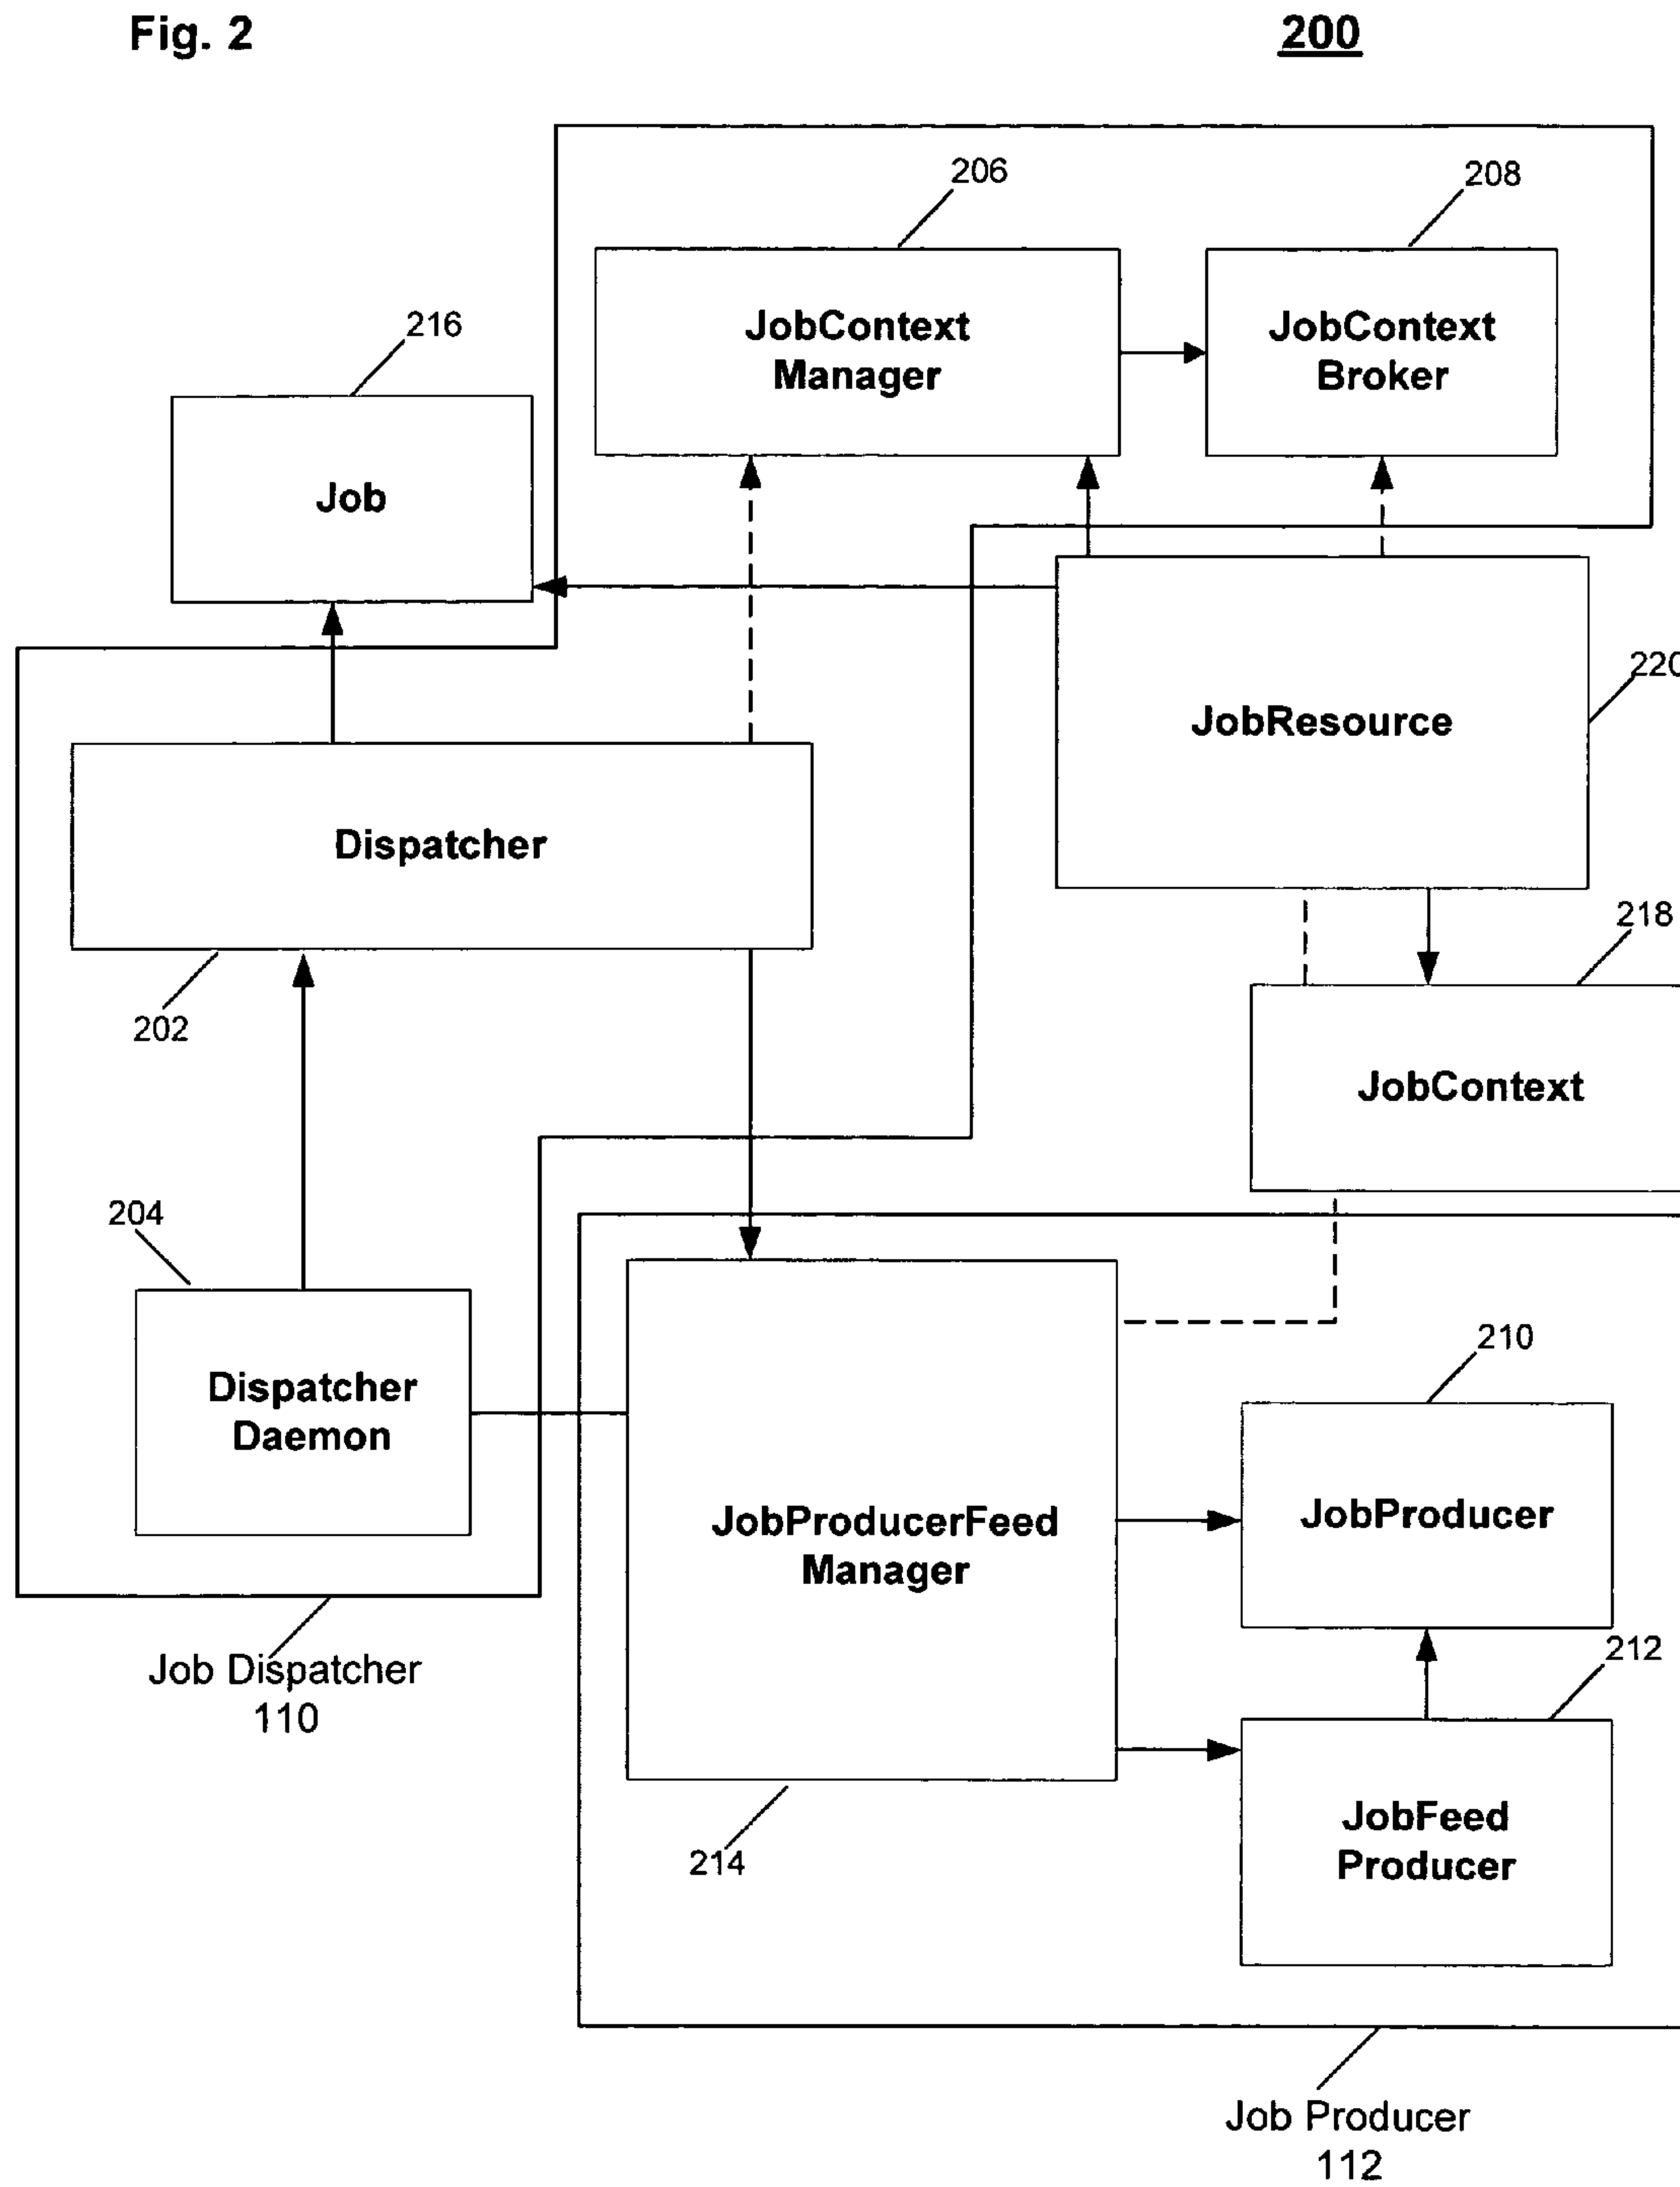 Fig. 2
200
206
208
JobContext
Manager
JobContext
Broker
216
Job
220
JobResource
Dispatcher
218
202
JobContext
204
Dispatcher
Daemon
210
JobProducer
JobProducerFeed
Manager
212
Job Dispatcher
110
JobFeed
Producer
214
Job Producer
112